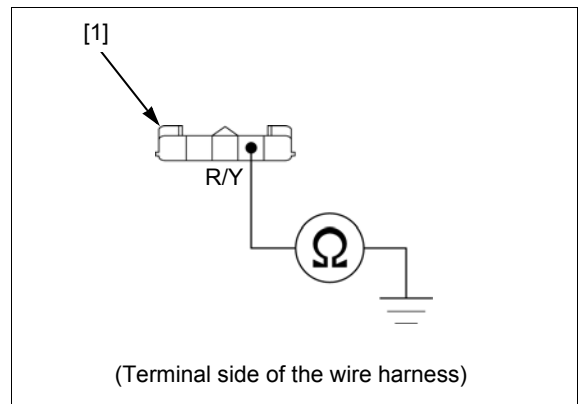 [1]
R/Y
Ω
(Terminal side of the wire harness)